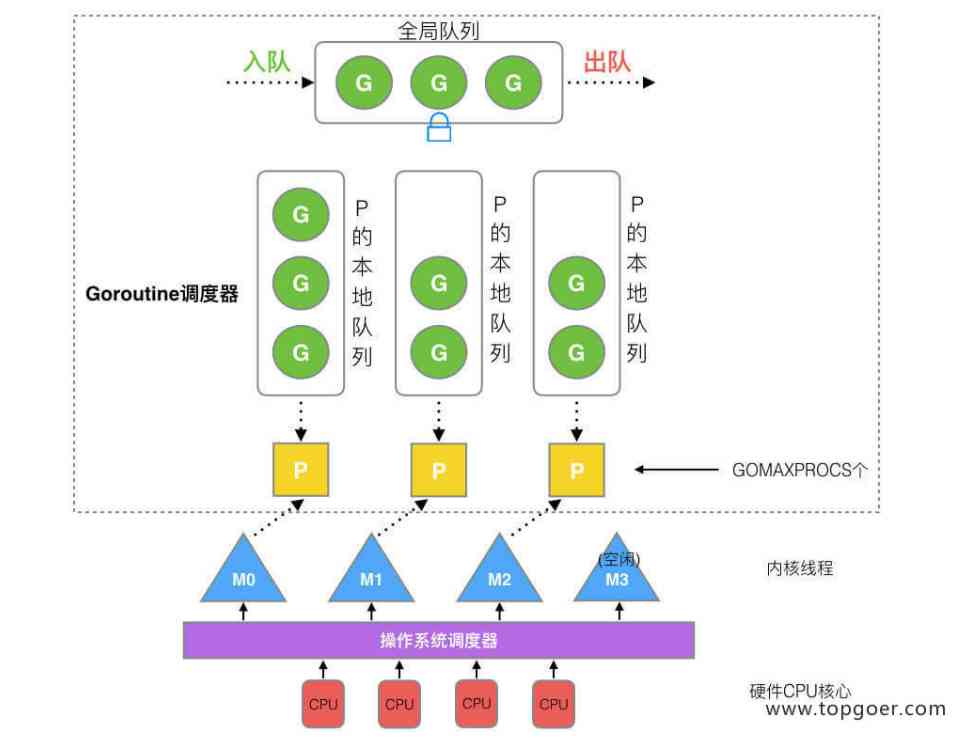 全局队列
入队
G
G
G
出队
G
G
G
P的本地队列
G
G
P的本地队列
G
G
P的本地队列
Goroutine调度器
P
P
P
GOMAXPROCS个
M0
M1
M2
(空闲)
M3
内核线程
操作系统调度器
CPU
CPU
CPU
CPU
硬件CPU核心
www.topgoer.com